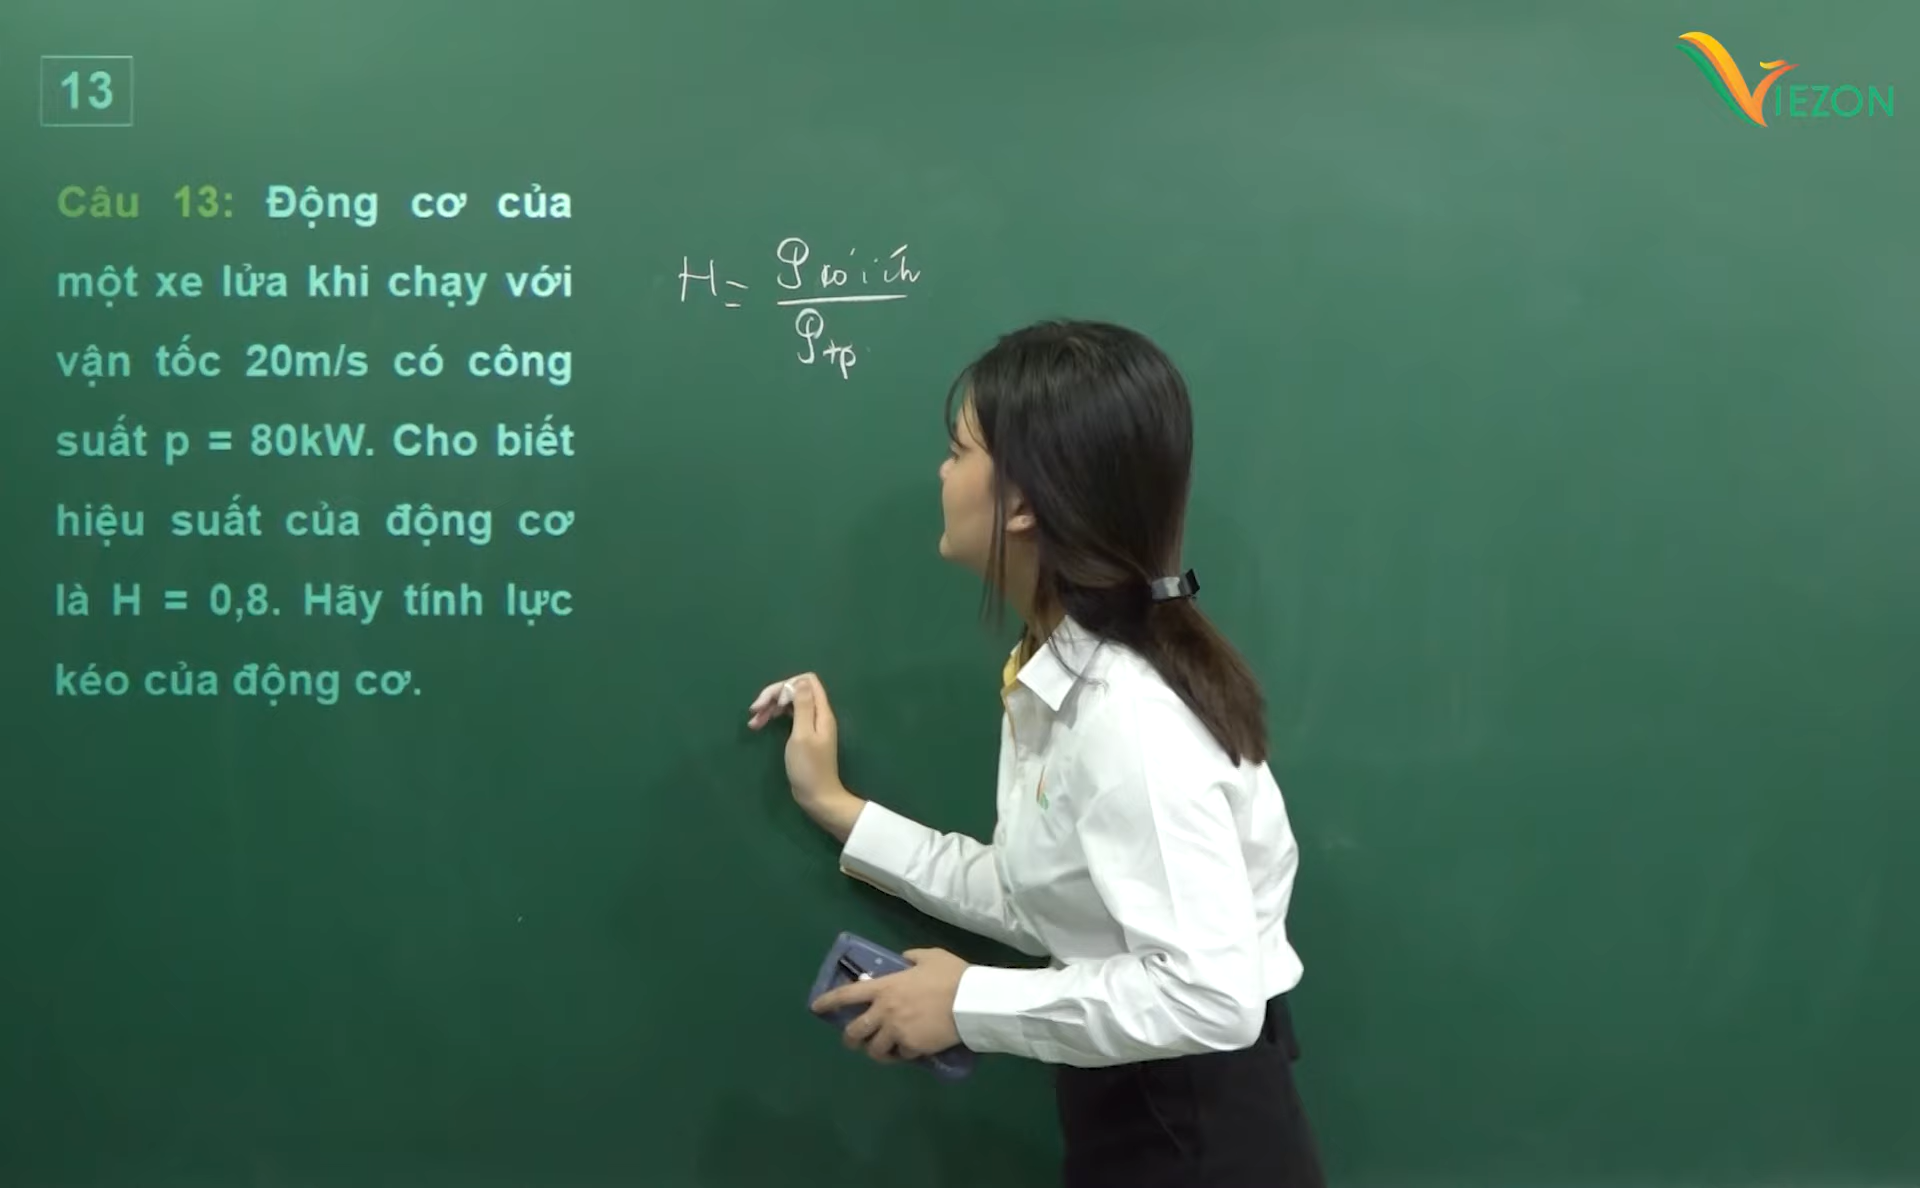 13
VIEZON
Câu 13: Động cơ của
một xe lửa khi chạy với
vận tốc 20m/s có công
suất p = 80kW. Cho biết
hiệu suất của động cơ
là H = 0,8. Hãy tính lực
kéo của động cơ.
H = P có ích
P tp